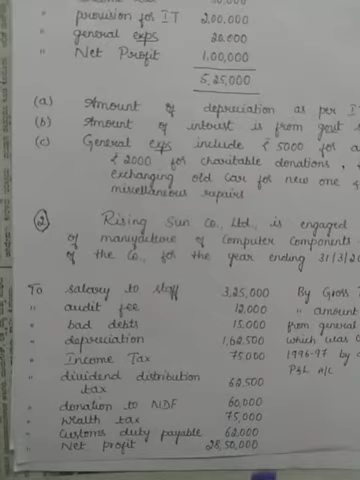 " provision for IT 2,00,000
" general exps 20,000
" Net Profit 1,00,000
5,25,000
(a) Amount of depreciation as per I
(b) Amount of interest is from govt
(c) General exps include ₹ 5000 for
₹ 2000 for charitable donations,
exchanging old car for new one &
miscellaneous repairs
(2) Rising Sun Co., Ltd., is engaged
of manufacture of Computer Components
of the Co., for the year ending 31/3/20
To salary to staff 3,25,000 By Gross
" audit fee 12,000 " amount
" bad debts 15,000 from general
" depreciation 1,62,500 which was
" Income Tax 75,000 1996-97 by
" dividend distribution P&L A/c
tax 62,500
" donation to NDF 60,000
" wealth tax 75,000
" Customs duty payable 62,000
" Net profit 28,50,000